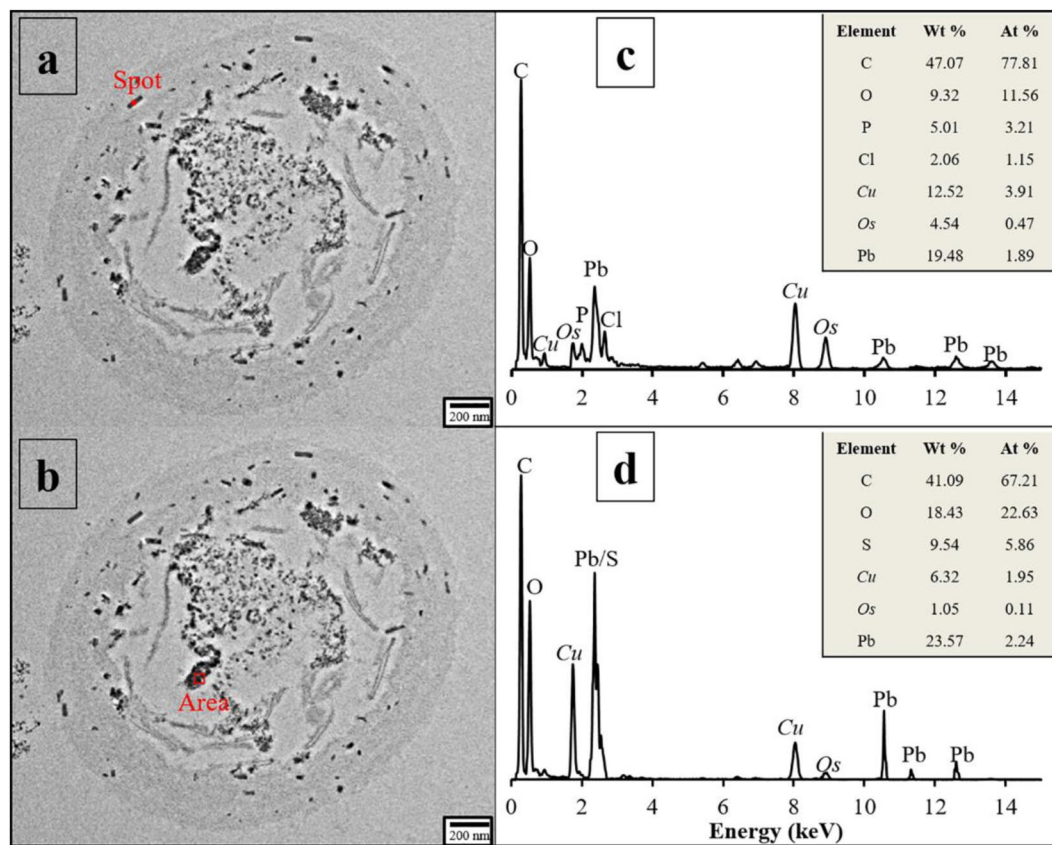 a
Spot
200 nm
b
Area
200 nm
c
C
O
Cu
Os
P
Pb
Cl
Cu
Os
Pb
Pb
Pb
0 2 4 6 8 10 12 14
Element Wt % At %
C 47.07 77.81
O 9.32 11.56
P 5.01 3.21
Cl 2.06 1.15
Cu 12.52 3.91
Os 4.54 0.47
Pb 19.48 1.89
d
C
O
Cu
Pb/S
Cu
Os
Pb
Pb
Pb
0 2 4 6 8 10 12 14
Energy (keV)
Element Wt % At %
C 41.09 67.21
O 18.43 22.63
S 9.54 5.86
Cu 6.32 1.95
Os 1.05 0.11
Pb 23.57 2.24